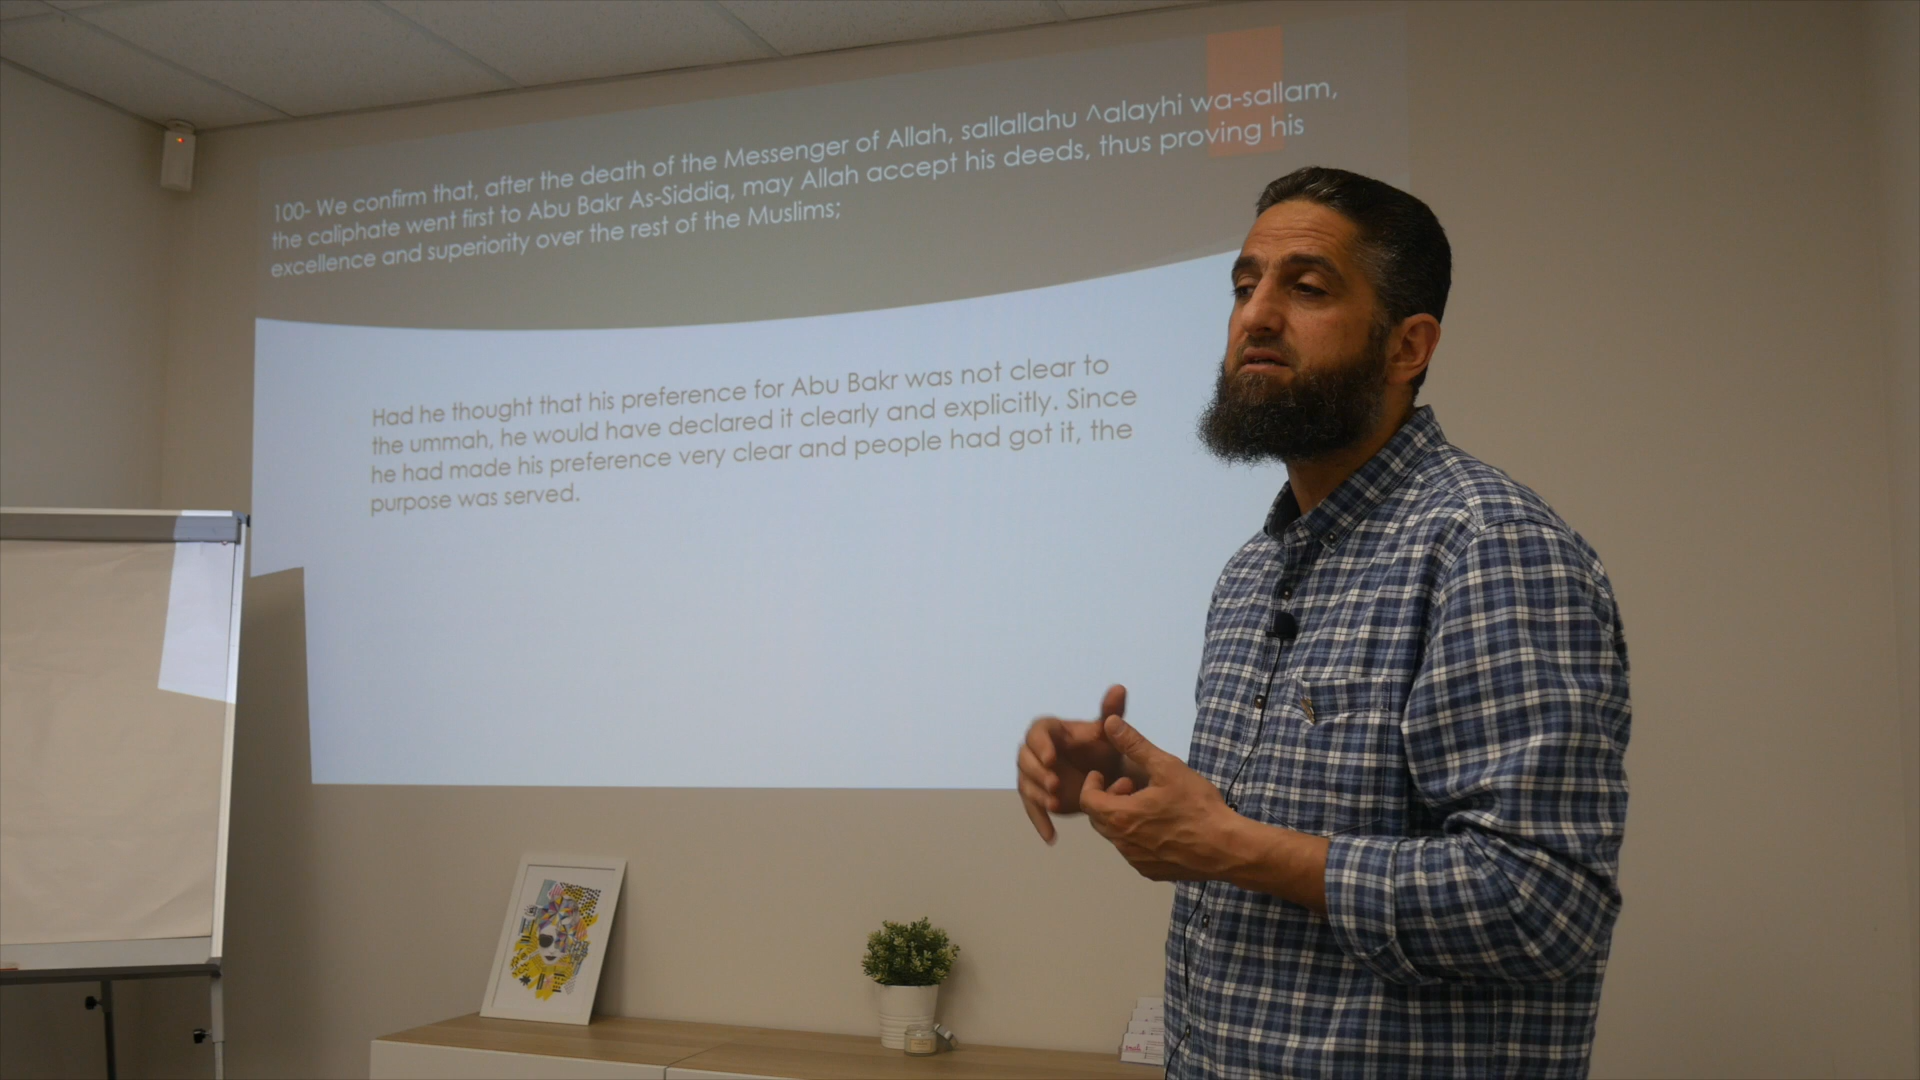 100- We confirm that, after the death of the Messenger of Allah, sallallahu ^alayhi wa-sallam,
the caliphate went first to Abu Bakr As-Siddiq, may Allah accept his deeds, thus proving his
excellence and superiority over the rest of the Muslims;
Had he thought that his preference for Abu Bakr was not clear to
the ummah, he would have declared it clearly and explicitly. Since
he had made his preference very clear and people had got it, the
purpose was served.